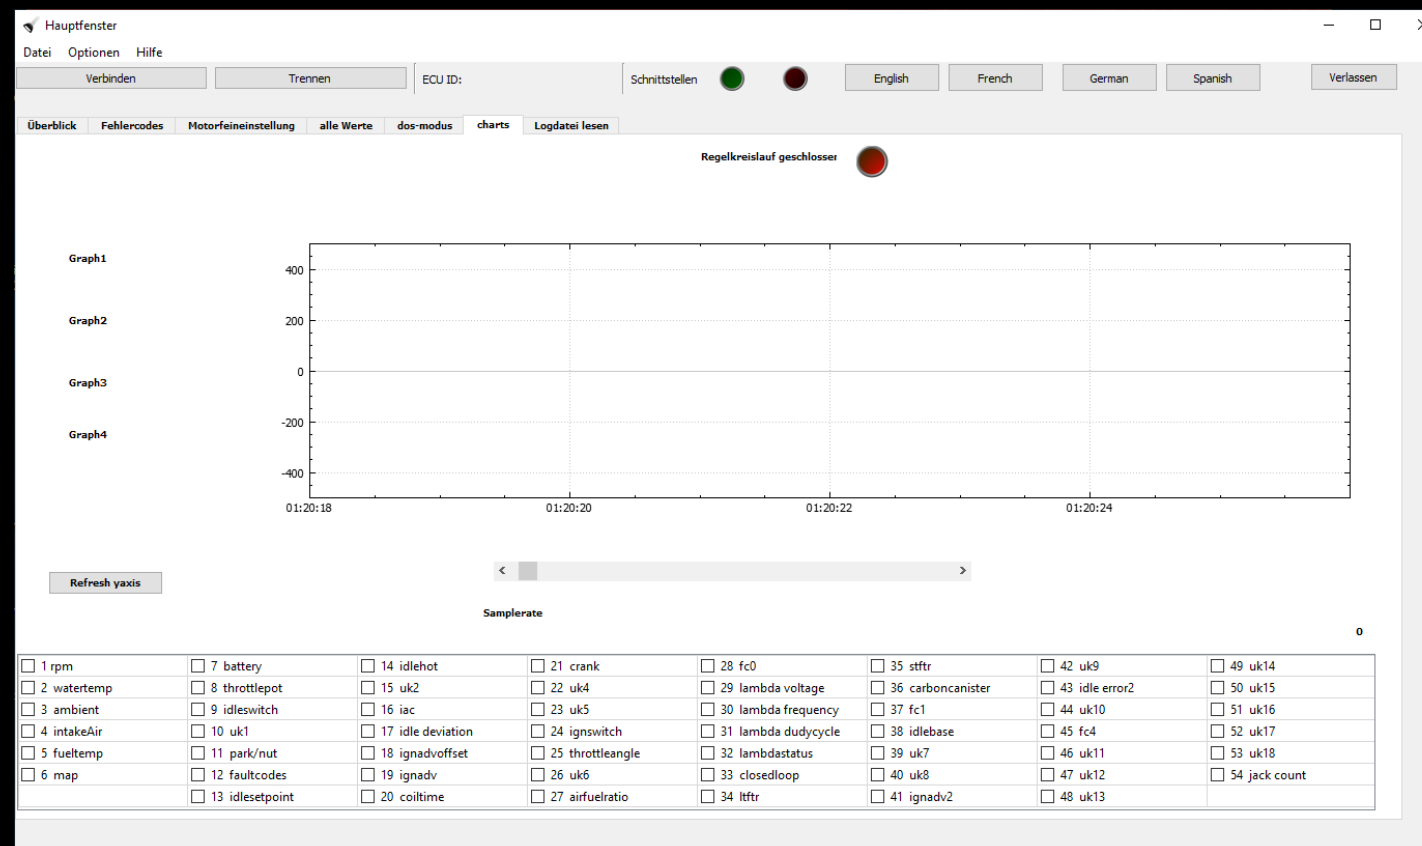 Hauptfenster
Datei Optionen Hilfe
Verbinden Trennen ECU ID: Schnittstellen English French German Spanish Verlassen
Überblick Fehlercodes Motorfeineinstellung alle Werte dos-modus charts Logdatei lesen
Regelkreislauf geschlossen
Graph1
Graph2
Graph3
Graph4
400
200
0
-200
-400
01:20:18 01:20:20 01:20:22 01:20:24
Refresh yaxis
Samplerate
0
1 rpm 7 battery 14 idlehot 21 crank 28 fc0 35 stftr 42 uk9 49 uk14
2 watertemp 8 throttlepot 15 uk2 22 uk4 29 lambda voltage 36 carboncanister 43 idle error2 50 uk15
3 ambient 9 idleswitch 16 iac 23 uk5 30 lambda frequency 37 fc1 44 uk10 51 uk16
4 intakeAir 10 uk1 17 idle deviation 24 ignswitch 31 lambda dudycycle 38 idlebase 45 fc4 52 uk17
5 fueltemp 11 park/nut 18 ignadvoffset 25 throttleangle 32 lambdastatus 39 uk7 46 uk11 53 uk18
6 map 12 faultcodes 19 ignadv 26 uk6 33 closedloop 40 uk8 47 uk12 54 jack count
13 idlesetpoint 20 coiltime 27 airfuelratio 34 ltftr 41 ignadv2 48 uk13